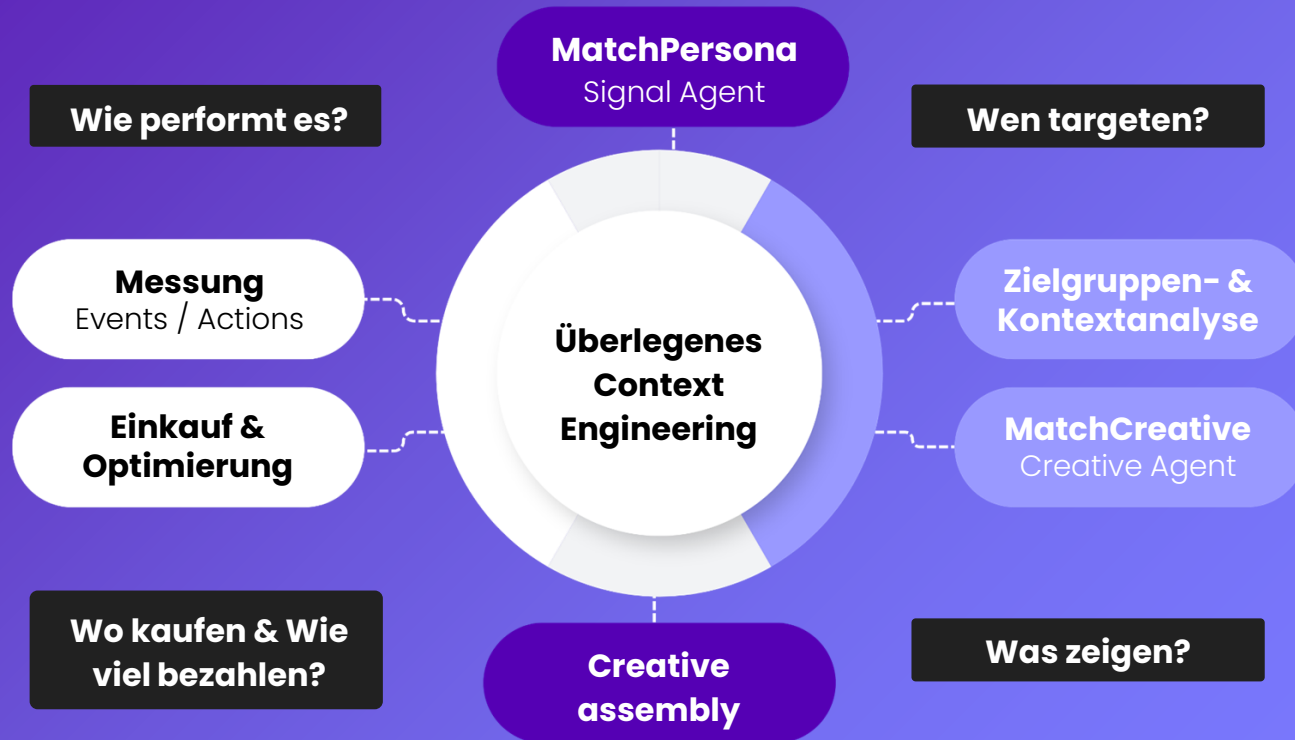 MatchPersona
Signal Agent
Wie performt es?
Wen targeten?
Messung
Events / Actions
Zielgruppen- &
Kontextanalyse
Überlegenes
Context
Engineering
Einkauf &
Optimierung
MatchCreative
Creative Agent
Wo kaufen & Wie
viel bezahlen?
Was zeigen?
Creative
assembly